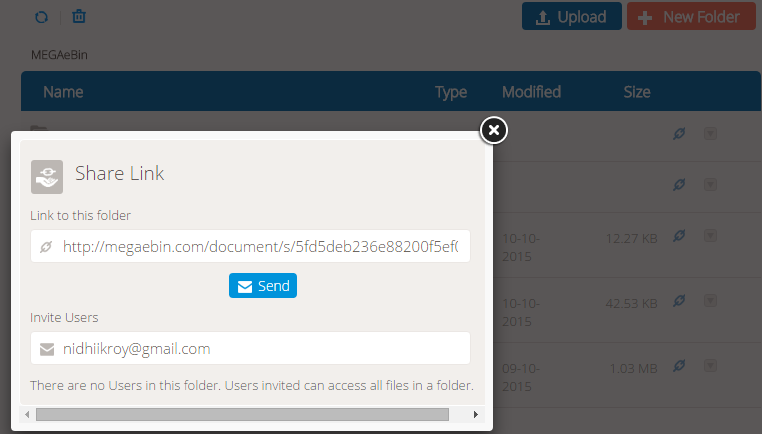 Upload
New Folder
MEGAeBin
Name Type Modified Size
Share Link
Link to this folder
http://megaebin.com/document/s/5fd5deb236e88200f5ef0
Send
Invite Users
nidhiikroy@gmail.com
There are no Users in this folder. Users invited can access all files in a folder.
10-10-
2015
12.27 KB
10-10-
2015
42.53 KB
09-10-
2015
1.03 MB